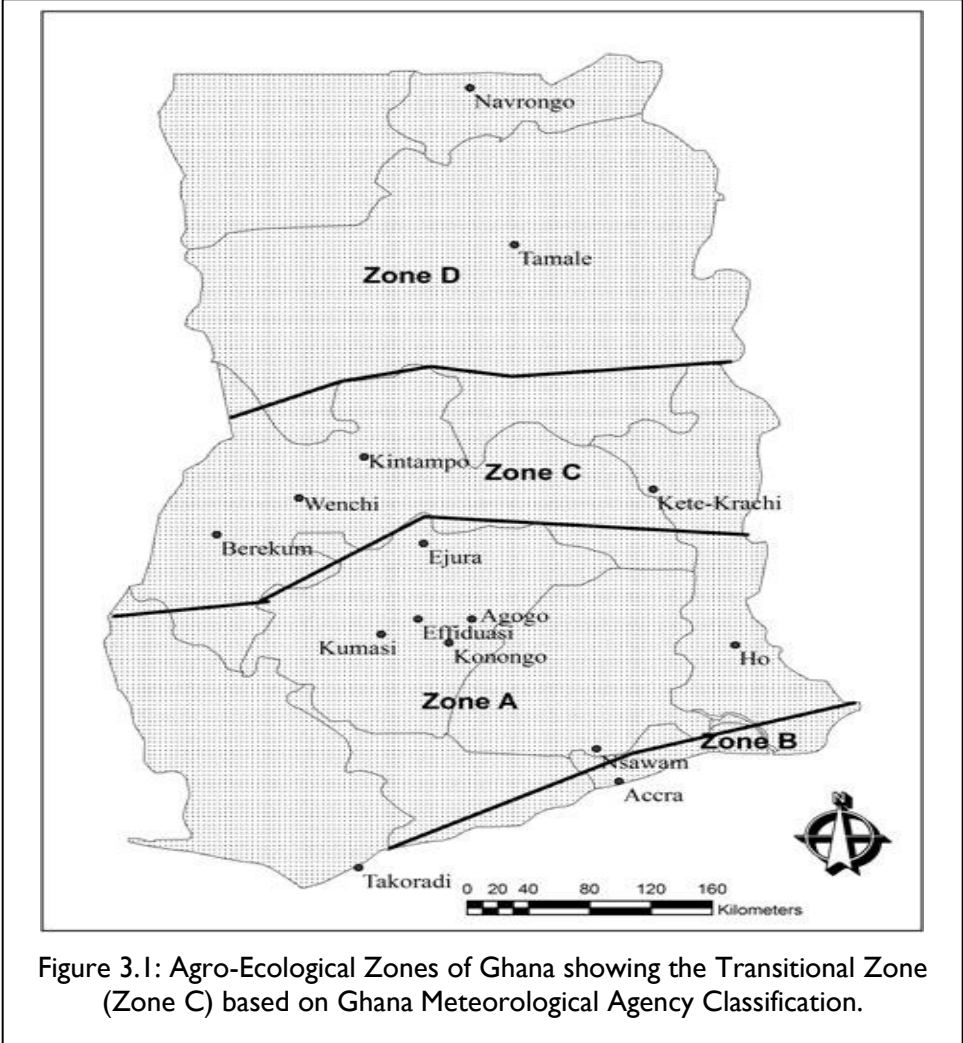 Navrongo
Tamale
Zone D
Kintampo
Zone C
Wenchi
Kete-Krachi
Berekum
Ejura
Agogo
Effiduasi
Kumasi
Konongo
Ho
Zone A
Zone B
Nsawam
Accra
N
Takoradi
0 20 40 80 120 160
Kilometers
Figure 3.1: Agro-Ecological Zones of Ghana showing the Transitional Zone
(Zone C) based on Ghana Meteorological Agency Classification.